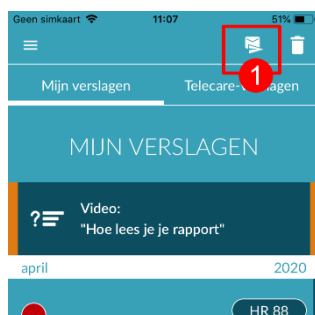 Geen simkaart 11:07 51%
1
Mijn verslagen Telecare-
MIJN VERSLAGEN
Video:
"Hoe lees je je rapport"
april 2020
HR 88